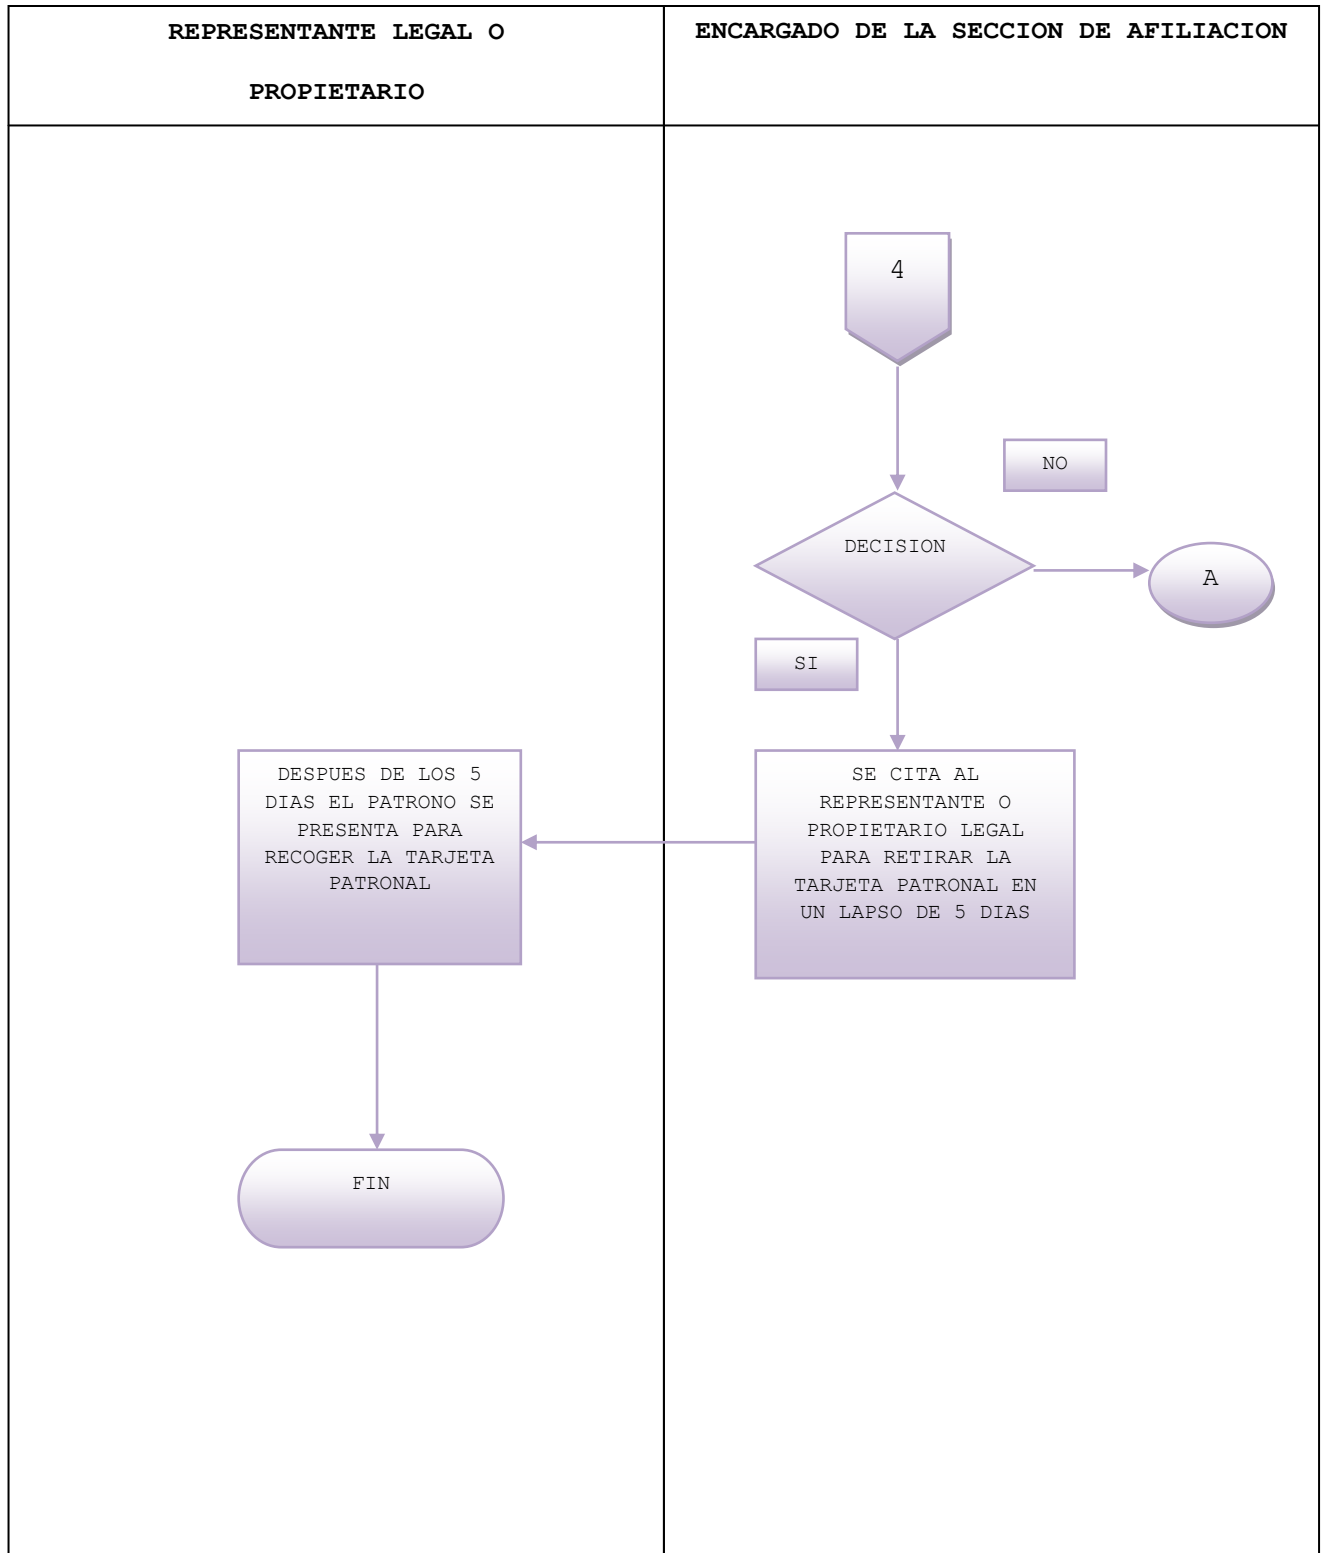 REPRESENTANTE LEGAL O
PROPIETARIO
ENCARGADO DE LA SECCION DE AFILIACION
4
NO
DECISION
A
SI
DESPUES DE LOS 5
DIAS EL PATRONO SE
PRESENTA PARA
RECOGER LA TARJETA
PATRONAL
SE CITA AL
REPRESENTANTE O
PROPIETARIO LEGAL
PARA RETIRAR LA
TARJETA PATRONAL EN
UN LAPSO DE 5 DIAS
FIN